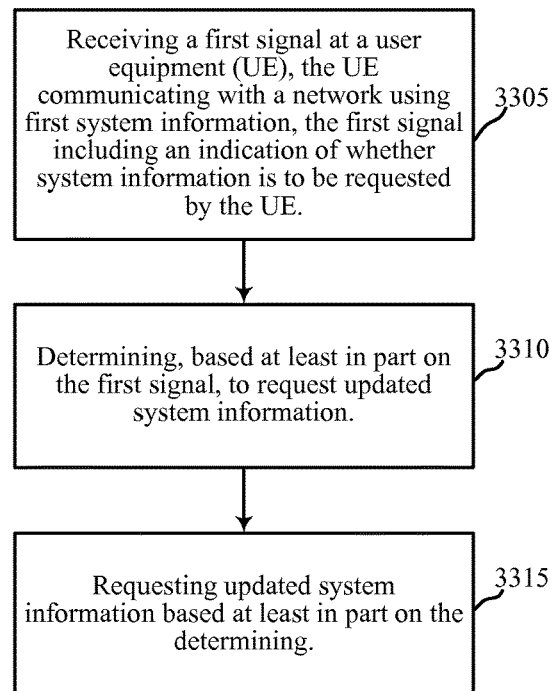 Receiving a first signal at a user
equipment (UE), the UE
communicating with a network using
first system information, the first signal
including an indication of whether
system information is to be requested
by the UE.
3305
Determining, based at least in part on
the first signal, to request updated
system information.
3310
Requesting updated system
information based at least in part on the
determining.
3315